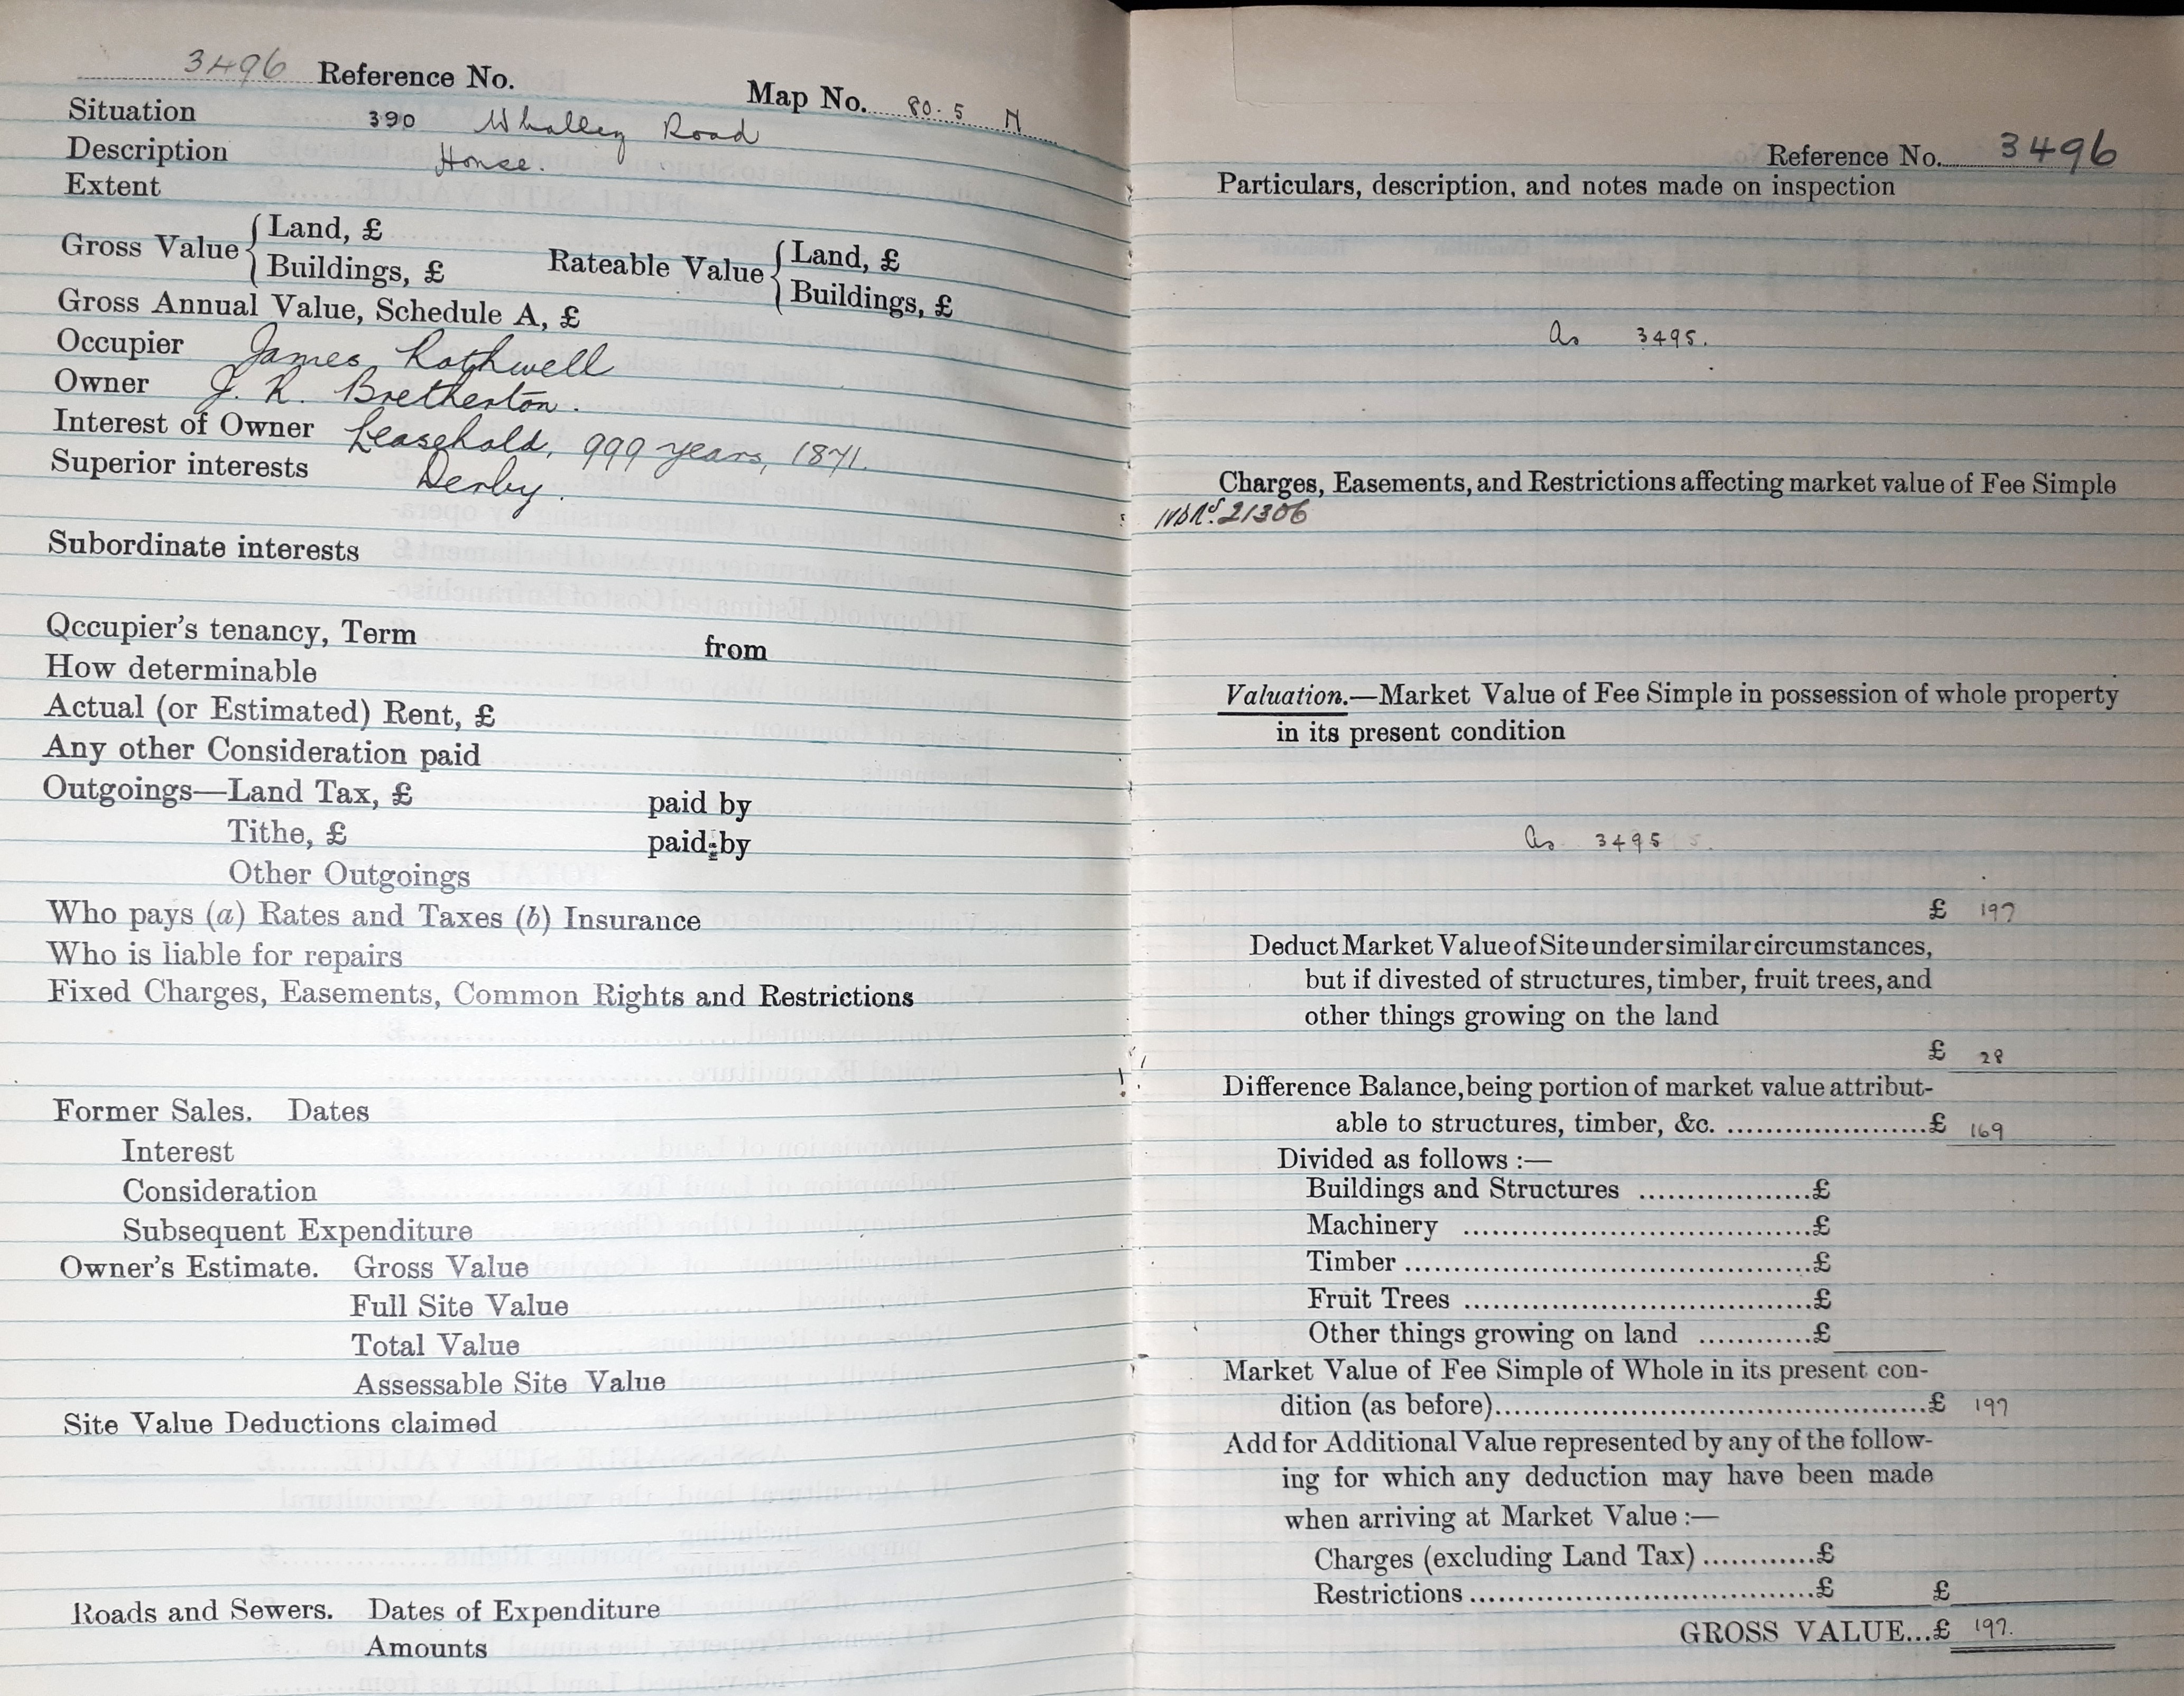 3496 Reference No.
Map No. 80.5 N
Situation 390 Whalley Road
Description House.
Extent
Gross Value { Land, £
Buildings, £
Rateable Value { Land, £
Buildings, £
Gross Annual Value, Schedule A, £
Occupier James Rothwell
Owner J. R. Bretherton.
Interest of Owner Leasehold, 999 years, 1871.
Superior interests Derby.
Subordinate interests
Occupier's tenancy, Term from
How determinable
Actual (or Estimated) Rent, £
Any other Consideration paid
Outgoings—Land Tax, £ paid by
Tithe, £ paid by
Other Outgoings
Who pays (a) Rates and Taxes (b) Insurance
Who is liable for repairs
Fixed Charges, Easements, Common Rights and Restrictions
Former Sales. Dates
Interest
Consideration
Subsequent Expenditure
Owner's Estimate. Gross Value
Full Site Value
Total Value
Assessable Site Value
Site Value Deductions claimed
Roads and Sewers. Dates of Expenditure
Amounts
Reference No. 3496
Particulars, description, and notes made on inspection
As 3495.
Charges, Easements, and Restrictions affecting market value of Fee Simple
21306
Valuation.—Market Value of Fee Simple in possession of whole property
in its present condition
As 3495
£ 197
Deduct Market Value of Site under similar circumstances,
but if divested of structures, timber, fruit trees, and
other things growing on the land
£ 28
Difference Balance, being portion of market value attribut-
able to structures, timber, &c. £ 169
Divided as follows :—
Buildings and Structures £
Machinery £
Timber £
Fruit Trees £
Other things growing on land £
Market Value of Fee Simple of Whole in its present con-
dition (as before) £ 197
Add for Additional Value represented by any of the follow-
ing for which any deduction may have been made
when arriving at Market Value :—
Charges (excluding Land Tax) £
Restrictions £ £
GROSS VALUE...£ 197.